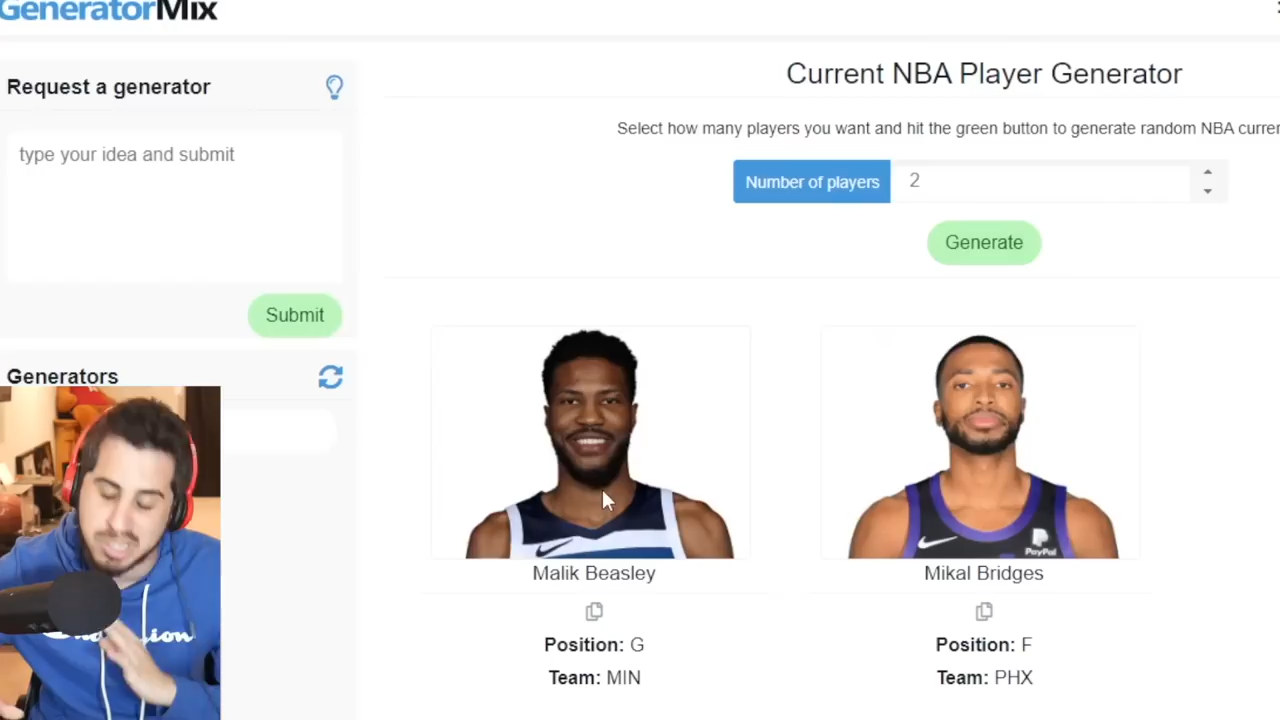 GeneratorMix
Request a generator
type your idea and submit
Submit
Generators
Current NBA Player Generator
Select how many players you want and hit the green button to generate random NBA
Number of players
2
Generate
PayPal
Malik Beasley
Mikal Bridges
Position: G
Position: F
Team: MIN
Team: PHX